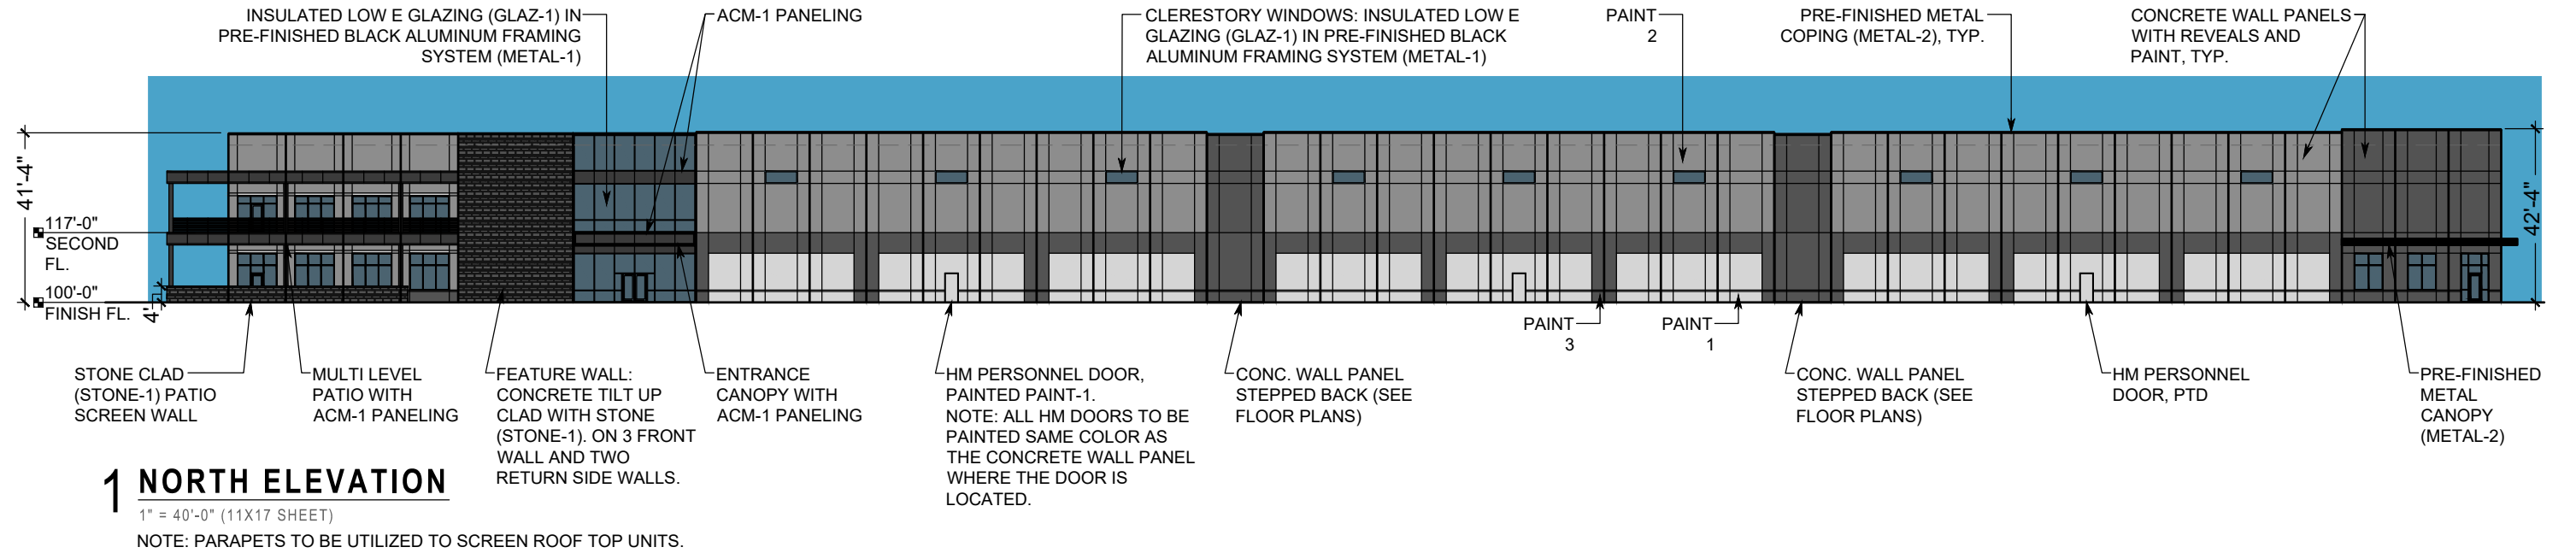 INSULATED LOW E GLAZING (GLAZ-1) IN
PRE-FINISHED BLACK ALUMINUM FRAMING
SYSTEM (METAL-1)
ACM-1 PANELING
CLERESTORY WINDOWS: INSULATED LOW E
GLAZING (GLAZ-1) IN PRE-FINISHED BLACK
ALUMINUM FRAMING SYSTEM (METAL-1)
PAINT
2
PRE-FINISHED METAL
COPING (METAL-2), TYP.
CONCRETE WALL PANELS
WITH REVEALS AND
PAINT, TYP.
41'-4"
117'-0"
SECOND
FL.
100'-0"
FINISH FL.
4'
42'-4"
PAINT
3
PAINT
1
STONE CLAD
(STONE-1) PATIO
SCREEN WALL
MULTI LEVEL
PATIO WITH
ACM-1 PANELING
FEATURE WALL:
CONCRETE TILT UP
CLAD WITH STONE
(STONE-1). ON 3 FRONT
WALL AND TWO
RETURN SIDE WALLS.
ENTRANCE
CANOPY WITH
ACM-1 PANELING
HM PERSONNEL DOOR,
PAINTED PAINT-1.
NOTE: ALL HM DOORS TO BE
PAINTED SAME COLOR AS
THE CONCRETE WALL PANEL
WHERE THE DOOR IS
LOCATED.
CONC. WALL PANEL
STEPPED BACK (SEE
FLOOR PLANS)
CONC. WALL PANEL
STEPPED BACK (SEE
FLOOR PLANS)
HM PERSONNEL
DOOR, PTD
PRE-FINISHED
METAL
CANOPY
(METAL-2)
1 NORTH ELEVATION
1" = 40'-0" (11X17 SHEET)
NOTE: PARAPETS TO BE UTILIZED TO SCREEN ROOF TOP UNITS.